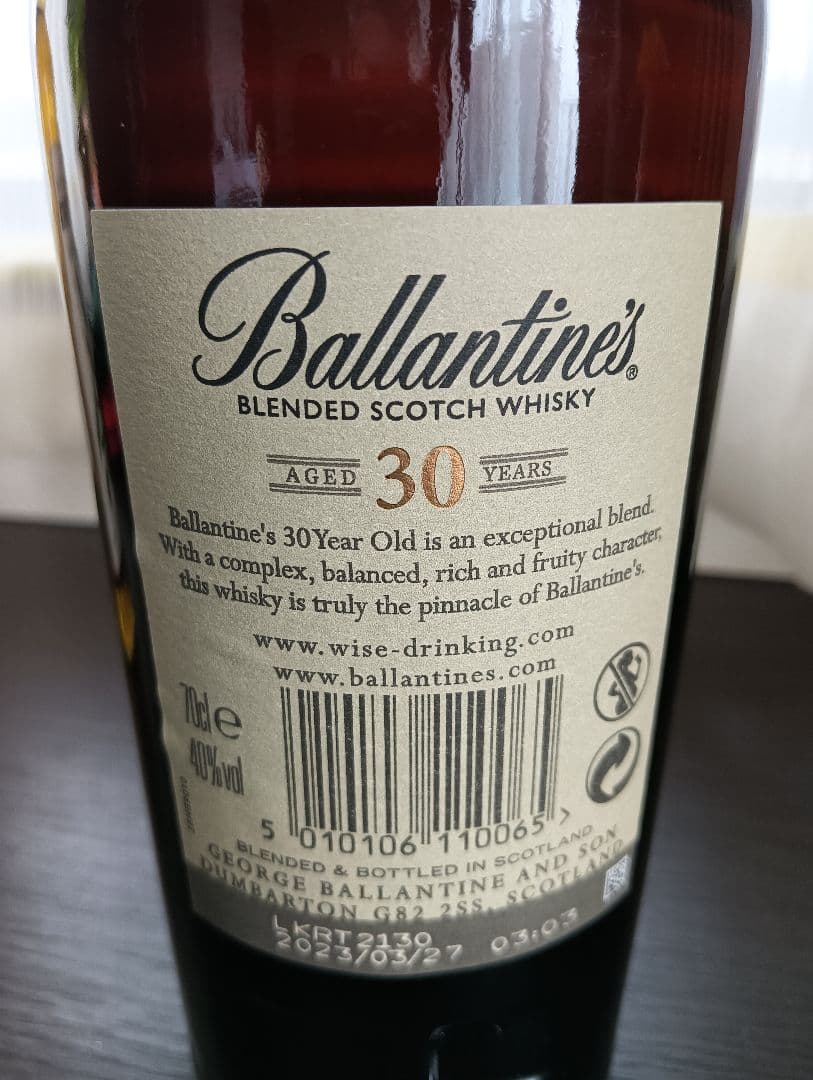 Ballantine's®
BLENDED SCOTCH WHISKY
AGED 30 YEARS
Ballantine's 30 Year Old is an exceptional blend.
With a complex, balanced, rich and fruity character,
this whisky is truly the pinnacle of Ballantine's.
www.wise-drinking.com
www.ballantines.com
70cl e
40%vol
5 010106 110065 >
BLENDED & BOTTLED IN SCOTLAND
GEORGE BALLANTINE AND SON
DUMBARTON G82 2SS, SCOTLAND
LKRT2130
2023/03/27 03:03